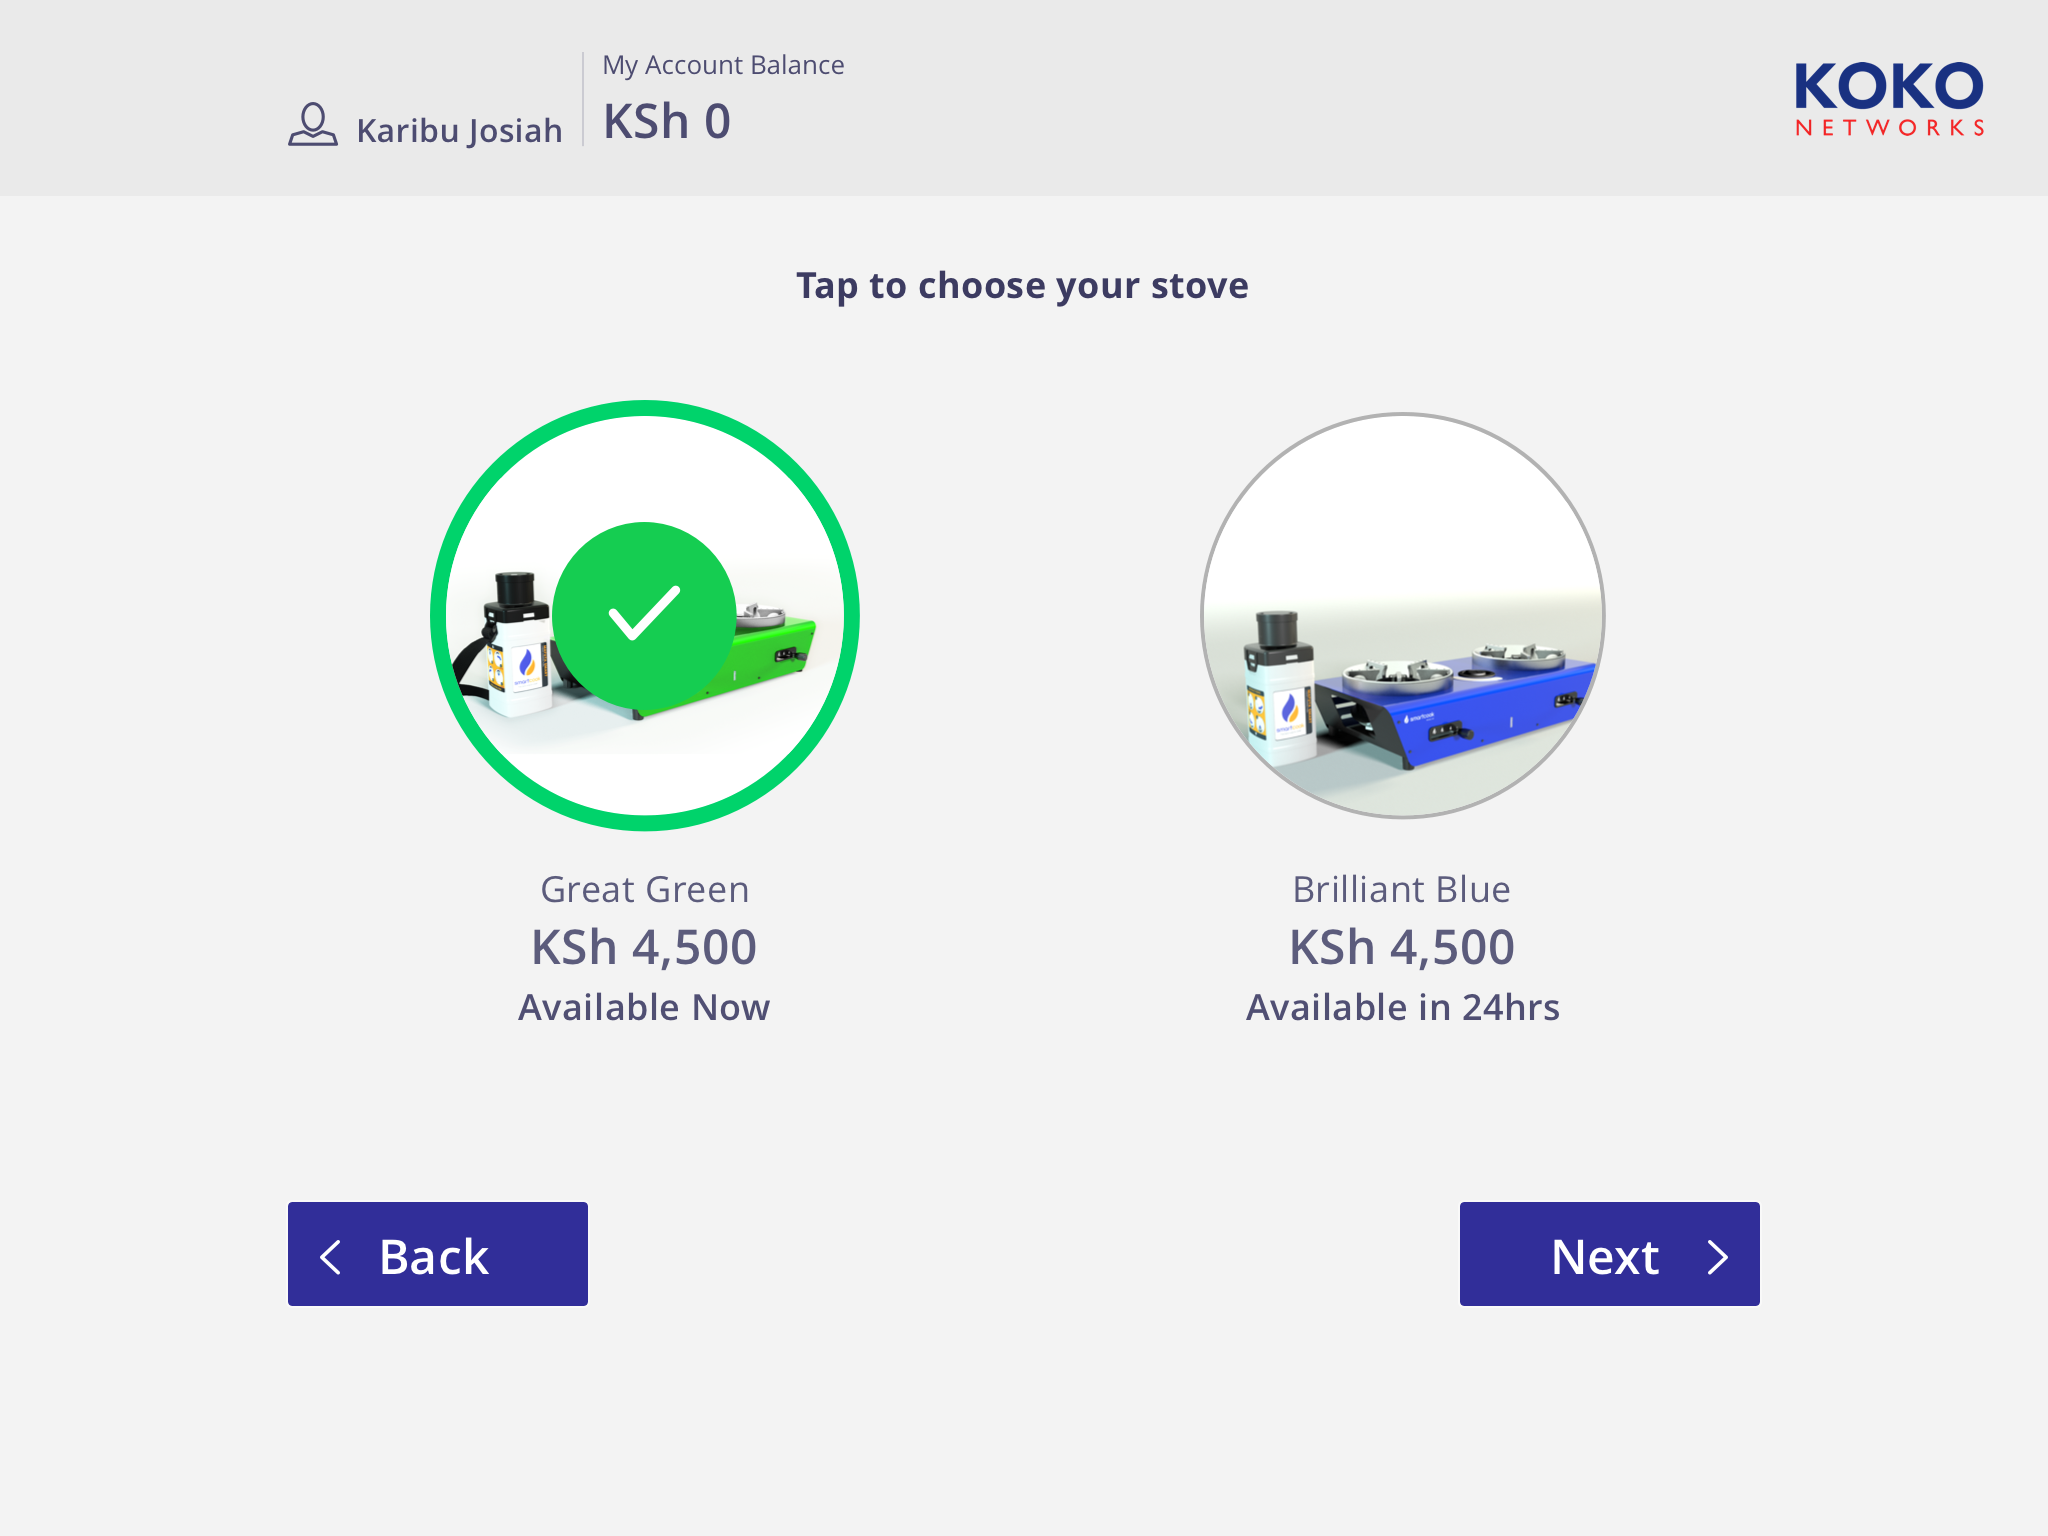 Karibu Josiah
My Account Balance
KSh 0
KOKO
NETWORKS
Tap to choose your stove
Great Green
KSh 4,500
Available Now
Brilliant Blue
KSh 4,500
Available in 24hrs
Back
Next